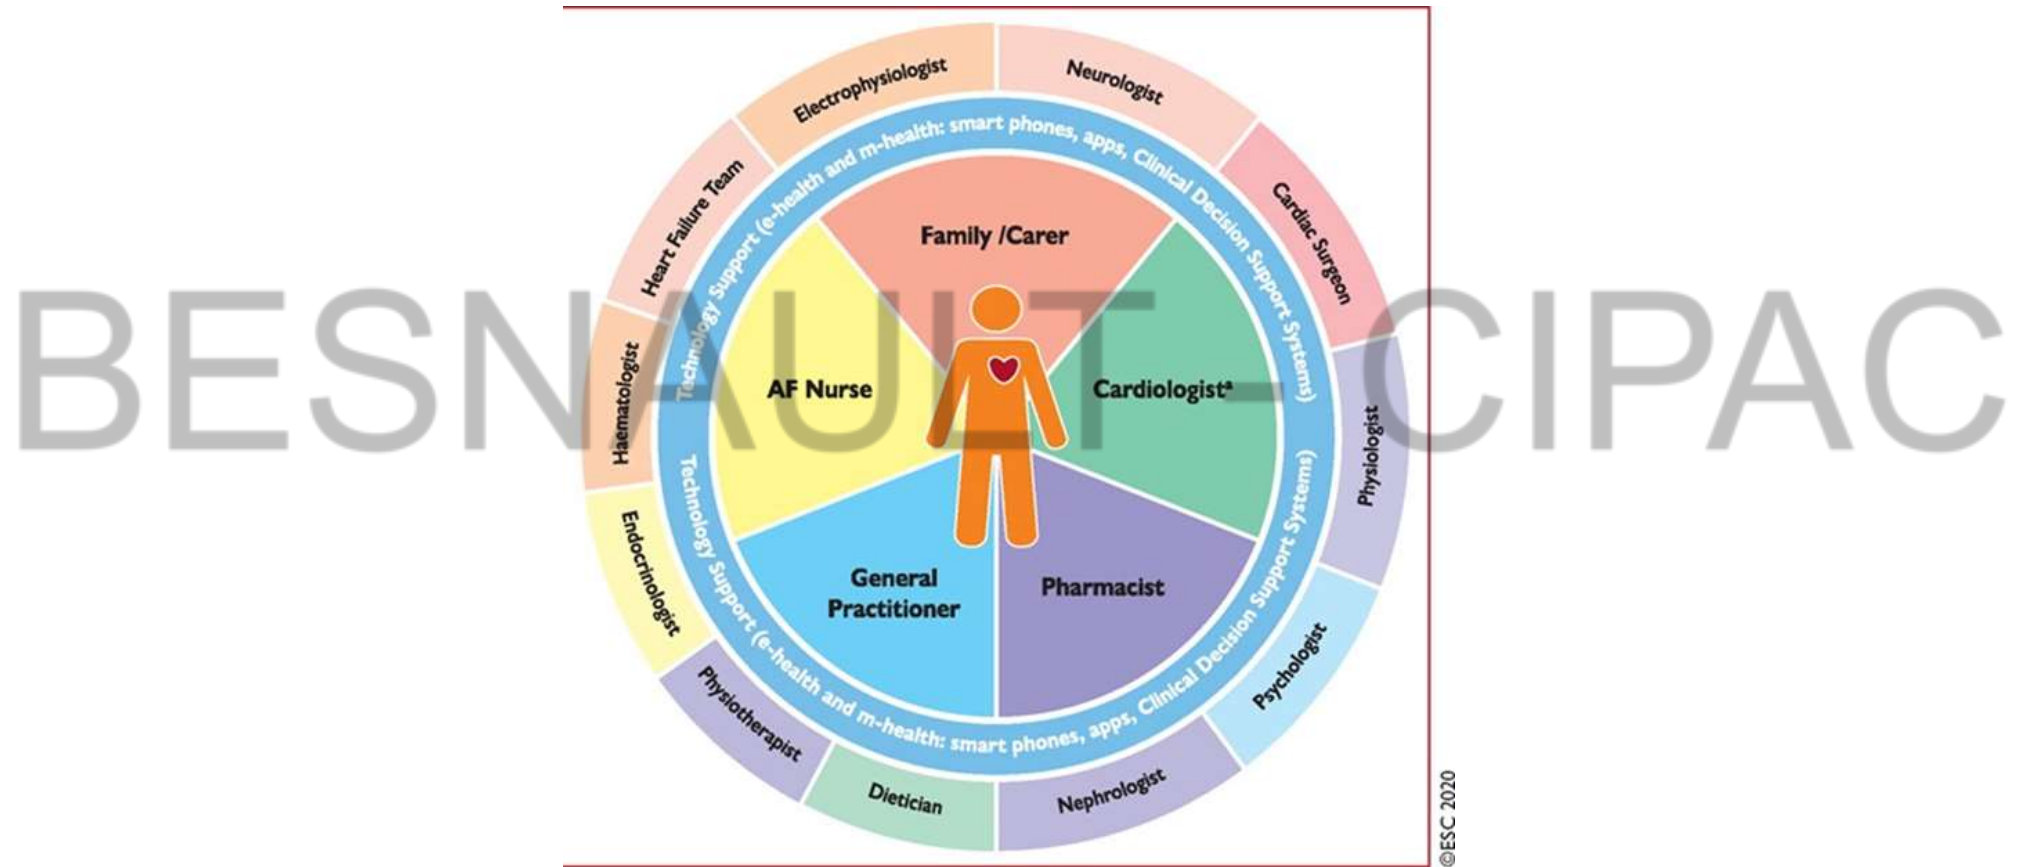 Electrophysiologist
Neurologist
Cardiac Surgeon
Physiologist
Psychologist
Nephrologist
Dietician
Physiotherapist
Endocrinologist
Haematologist
Heart Failure Team
Technology Support (e-health and m-health: smart phones, apps, Clinical Decision Support Systems)
Family /Carer
AF Nurse
Cardiologistª
General
Practitioner
Pharmacist
Technology Support (e-health and m-health: smart phones, apps, Clinical Decision Support Systems)
BESNAULT - CIPAC
©ESC 2020